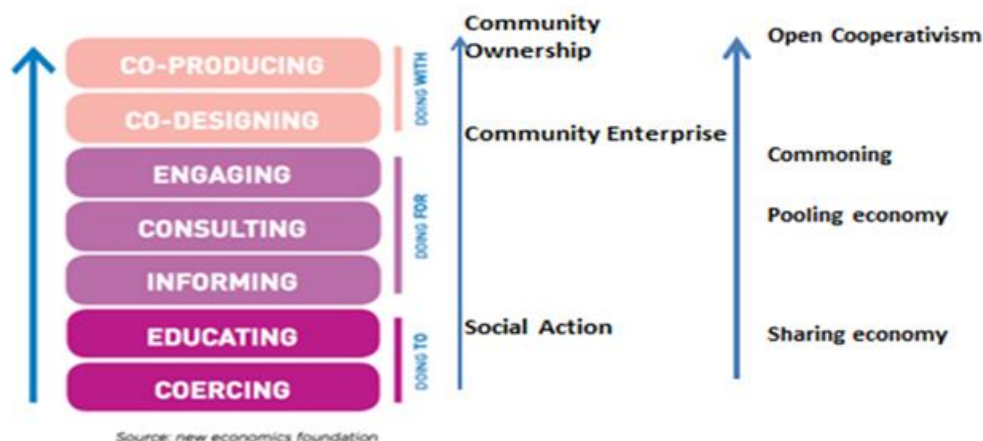 CO-PRODUCING
CO-DESIGNING
ENGAGING
CONSULTING
INFORMING
EDUCATING
COERCING
DOING WITH
DOING FOR
DOING TO
Source: new economics foundation
Community
Ownership
Community Enterprise
Social Action
Open Cooperativism
Commoning
Pooling economy
Sharing economy